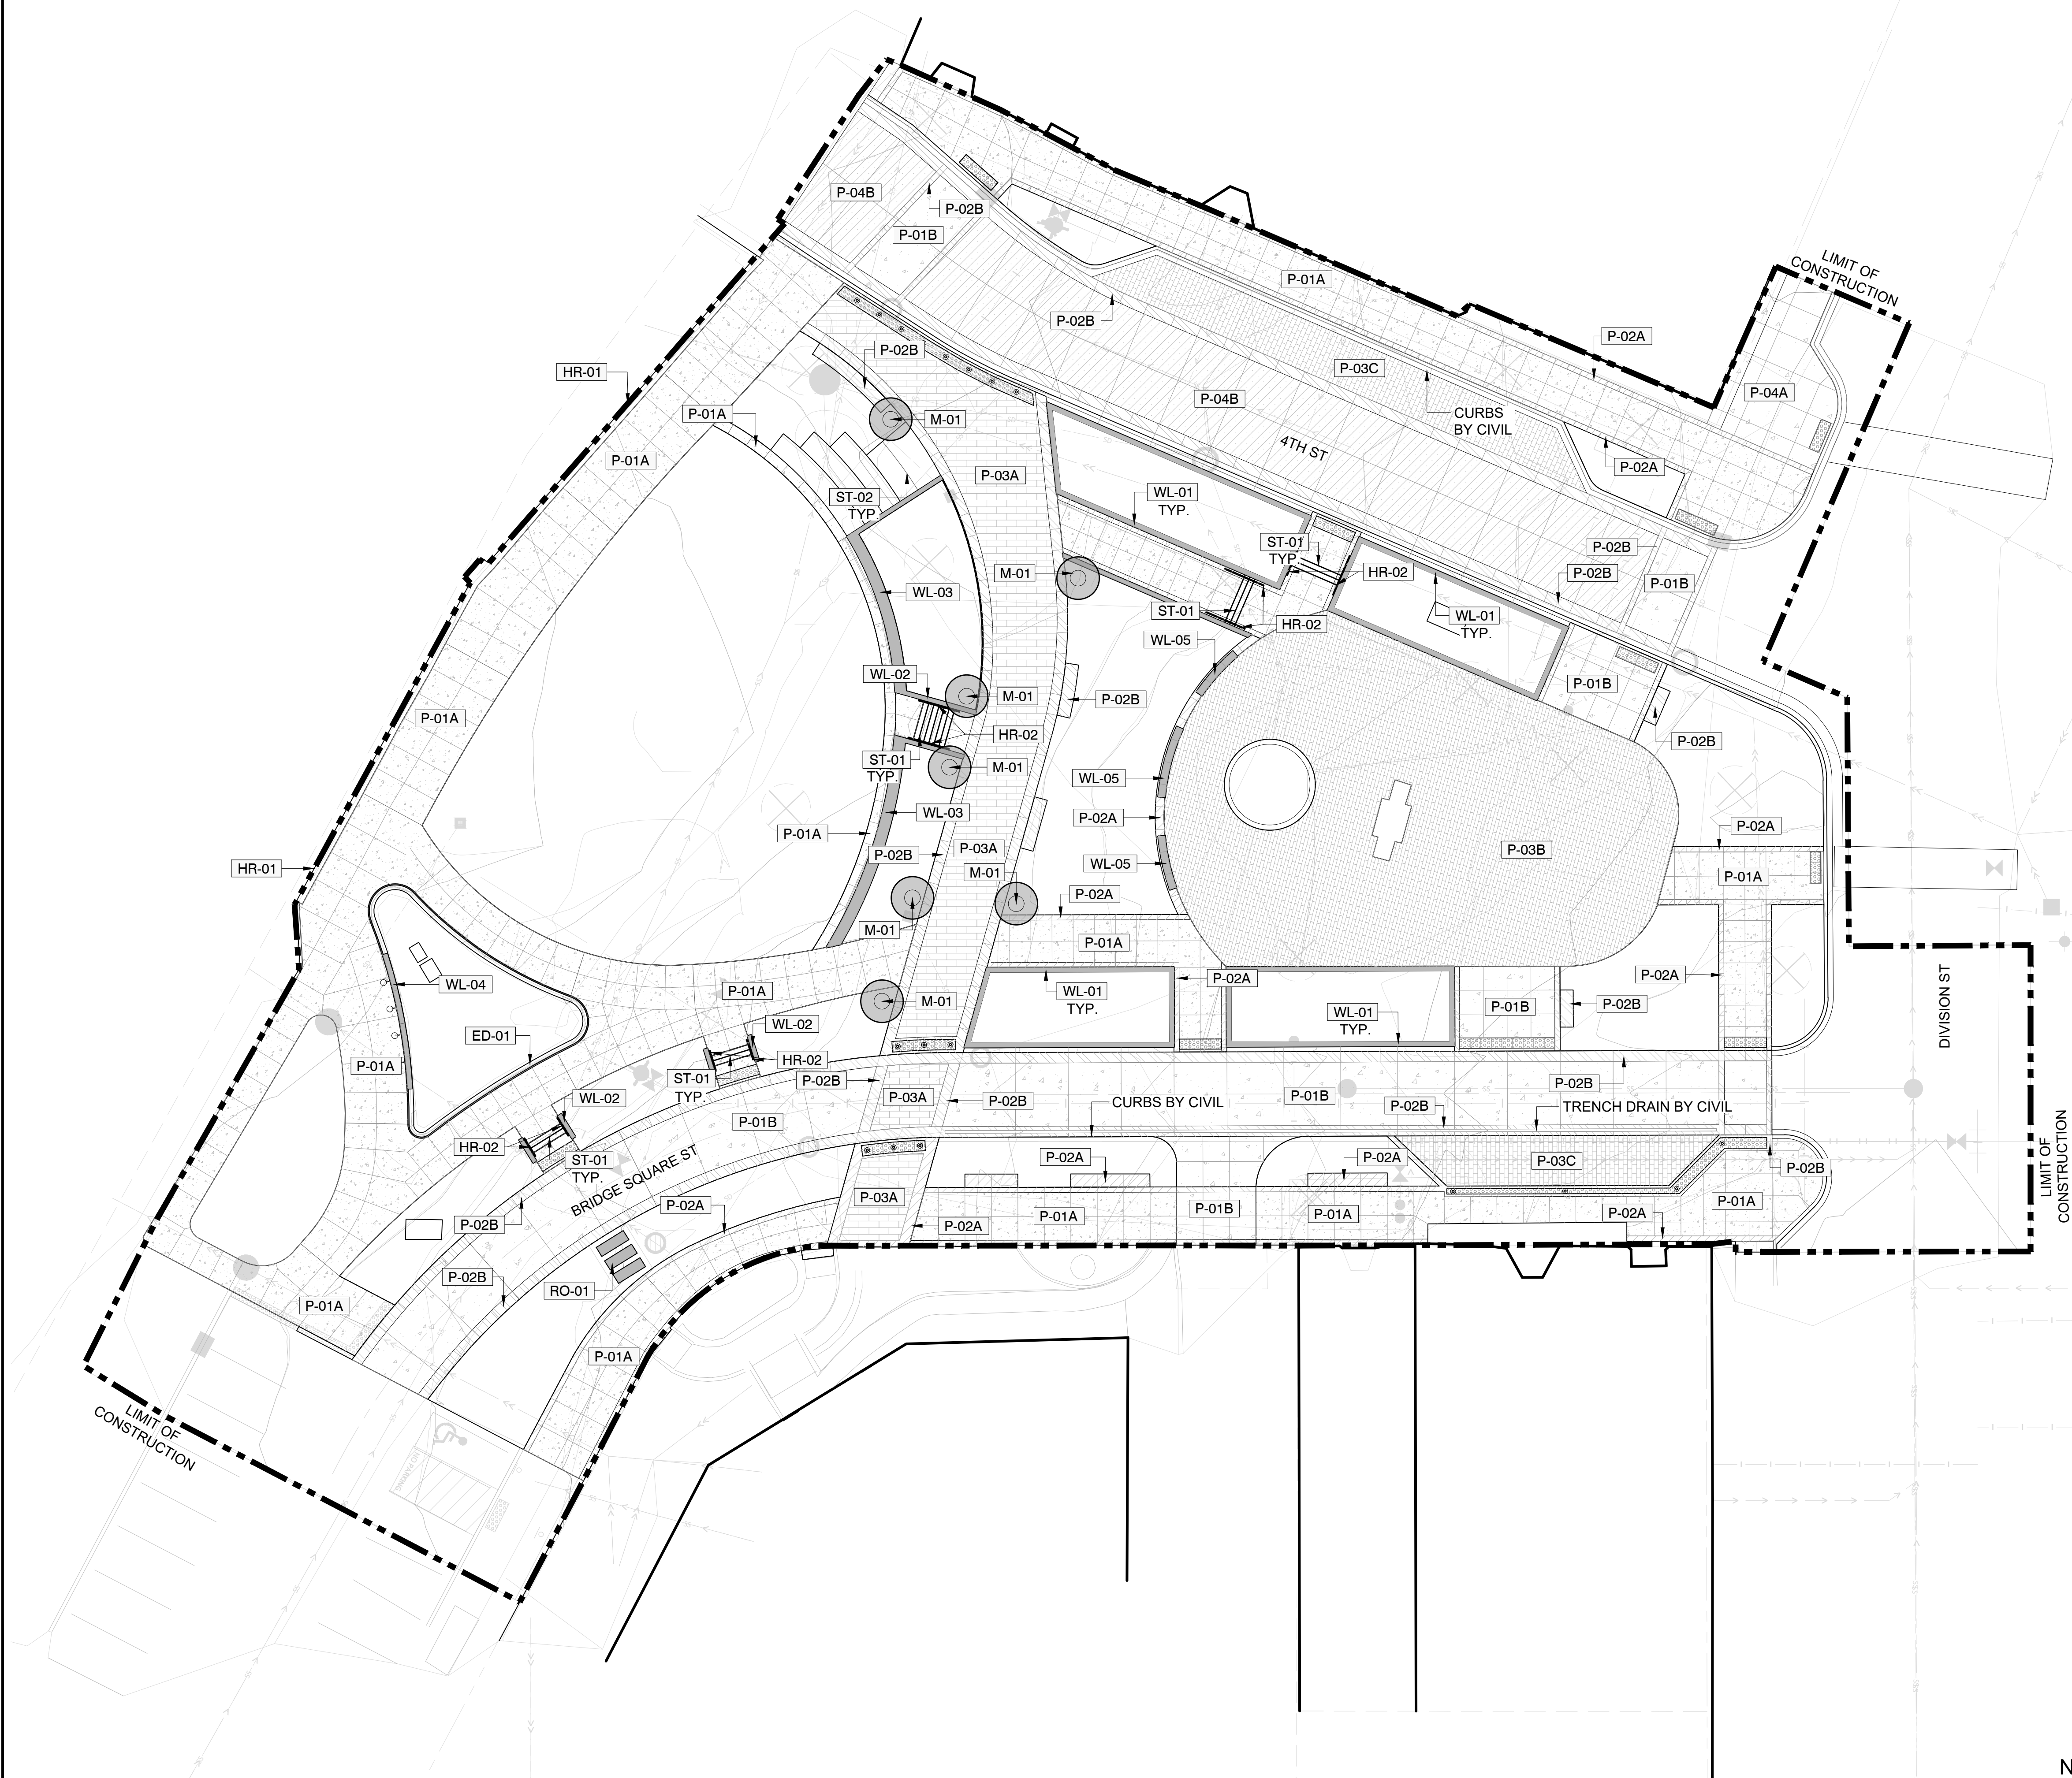 LIMIT OF
CONSTRUCTION
P-04B
P-02B
P-01B
P-01A
P-02B
P-02A
P-02B
P-03C
HR-01
P-04A
P-04B
P-01A
M-01
CURBS
BY CIVIL
4TH ST
P-01A
P-02A
P-03A
ST-02
TYP.
WL-01
TYP.
ST-01
TYP.
P-02B
HR-02
P-02B
M-01
P-01B
WL-03
ST-01
WL-01
TYP.
HR-02
WL-05
WL-02
P-01B
M-01
P-02B
P-01A
HR-02
P-02B
ST-01
TYP.
M-01
WL-05
WL-03
P-02A
P-02A
P-01A
P-02B
P-03A
P-03B
WL-05
HR-01
M-01
P-01A
P-02A
M-01
P-01A
P-02A
P-02A
WL-04
P-01A
WL-01
TYP.
M-01
P-02B
P-01B
WL-01
TYP.
DIVISION ST
WL-02
ED-01
HR-02
P-01A
ST-01
TYP.
P-02B
P-02B
P-03A
P-01B
WL-02
P-02B
CURBS BY CIVIL
P-02B
TRENCH DRAIN BY CIVIL
P-01B
HR-02
ST-01
TYP.
P-02A
P-02A
P-03C
P-02B
LIMIT OF
CONSTRUCTION
BRIDGE SQUARE ST
P-03A
P-01A
P-02A
P-01B
P-02A
P-01A
P-01A
P-02B
P-02A
P-02B
RO-01
P-01A
P-01A
LIMIT OF
CONSTRUCTION
NO PARKING
N